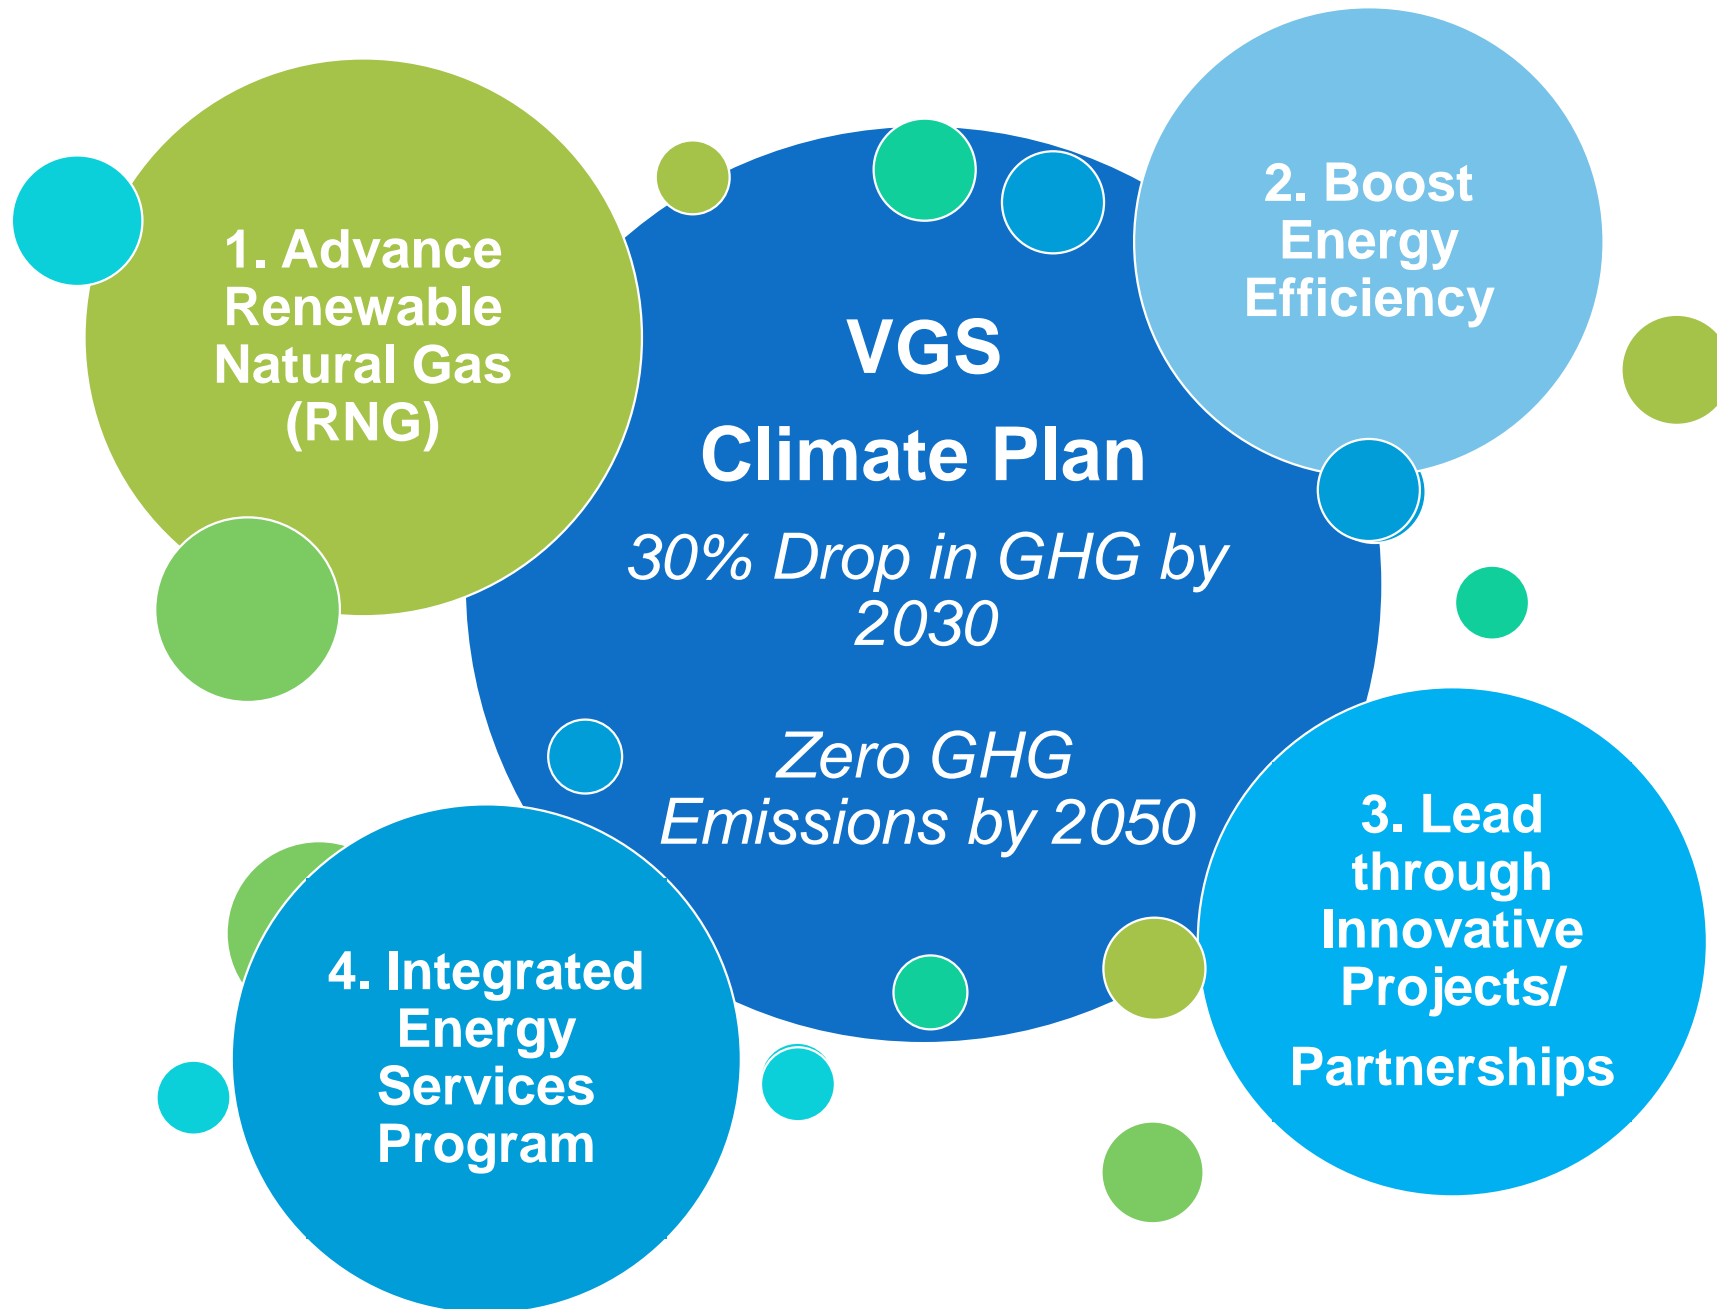 1. Advance
Renewable
Natural Gas
(RNG)
2. Boost
Energy
Efficiency
VGS
Climate Plan
30% Drop in GHG by
2030
Zero GHG
Emissions by 2050
3. Lead
through
Innovative
Projects/
Partnerships
4. Integrated
Energy
Services
Program